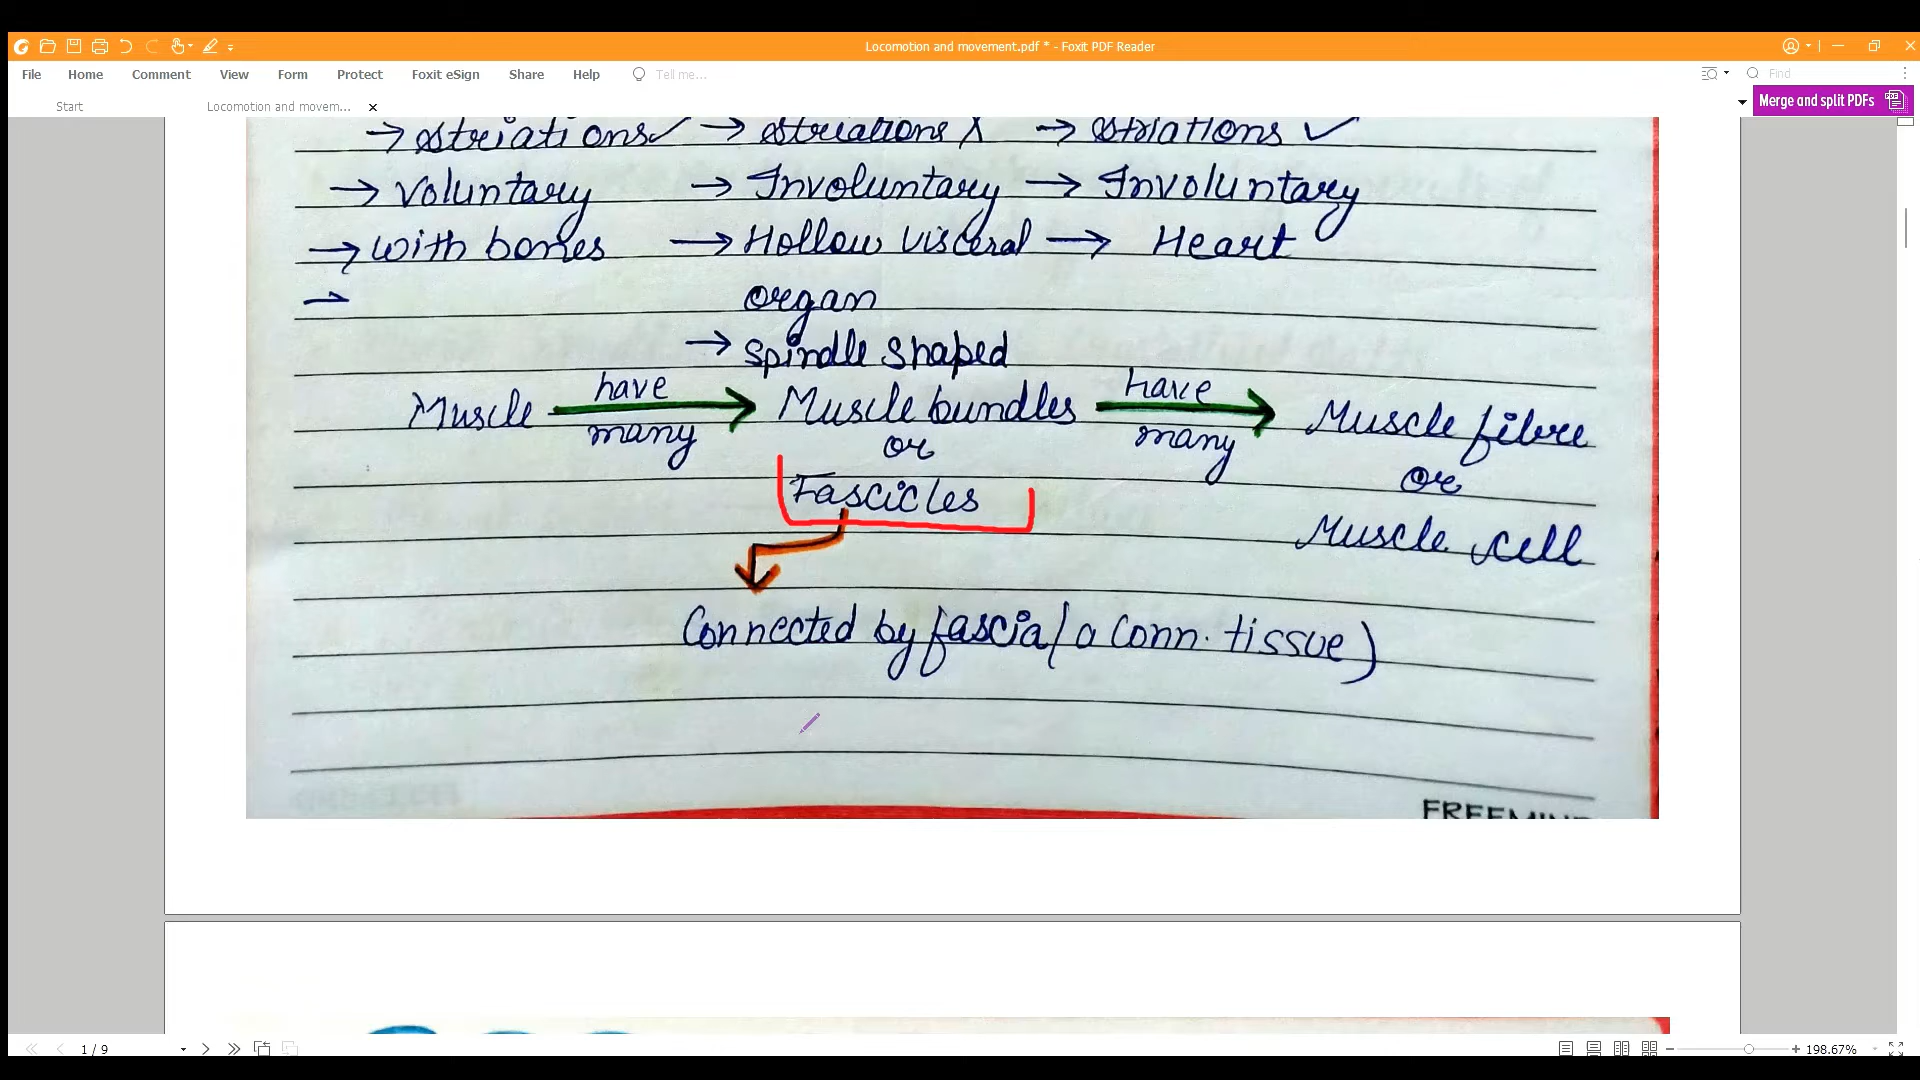 Locomotion and movement.pdf * - Foxit PDF Reader
File Home Comment View Form Protect Foxit eSign Share Help Tell me... Find
Start Locomotion and movem... × Merge and split PDFs
→ Striations✓ → Striations X → Striations ✓
→ Voluntary → Involuntary → Involuntary
→ With bones → Hollow visceral → Heart
→ organ
→ Spindle shaped
Muscle have many → Muscle bundles have many → Muscle fibre
or or
Fascicles Muscle cell
Connected by fascia (a Conn. tissue)
1 / 9 198.67%